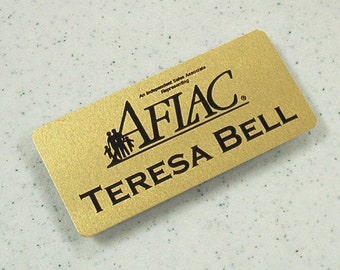 An Independent Sales Associate
Representing
AFLAC®
TERESA BELL